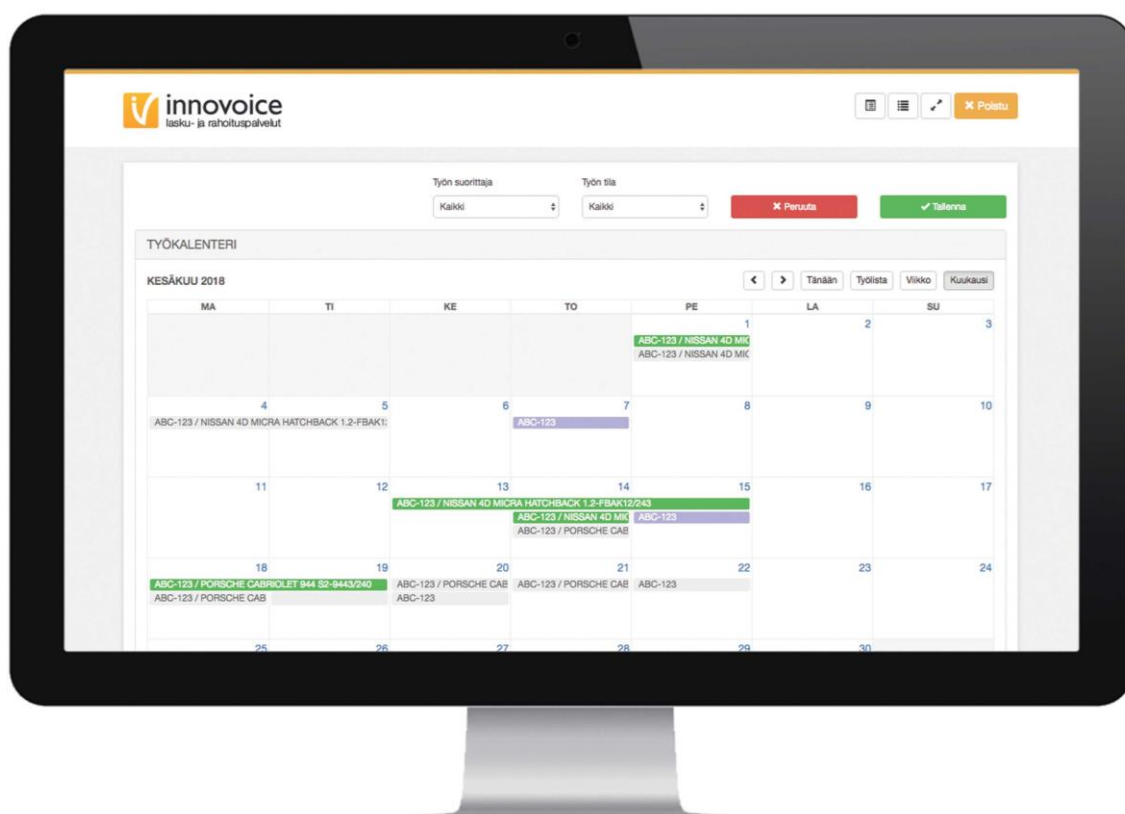 innovoice
lasku- ja rahoituspalvelut
✕ Poistu
Työn suorittaja
Työn tila
Kaikki
Kaikki
✕ Peruuta
✓ Tallenna
TYÖKALENTERI
KESÄKUU 2018
Tänään
Työlista
Viikko
Kuukausi
MA TI KE TO PE LA SU
1 2 3
ABC-123 / NISSAN 4D MIC
ABC-123 / NISSAN 4D MIC
4 5 6 7 8 9 10
ABC-123 / NISSAN 4D MICRA HATCHBACK 1.2-FBAK1: ABC-123
11 12 13 14 15 16 17
ABC-123 / NISSAN 4D MICRA HATCHBACK 1.2-FBAK12/243
ABC-123 / NISSAN 4D MIC ABC-123
ABC-123 / PORSCHE CAB
18 19 20 21 22 23 24
ABC-123 / PORSCHE CABRIOLET 944 S2-9443/240 ABC-123 / PORSCHE CAB ABC-123 / PORSCHE CAB ABC-123
ABC-123 / PORSCHE CAB ABC-123
25 26 27 28 29 30